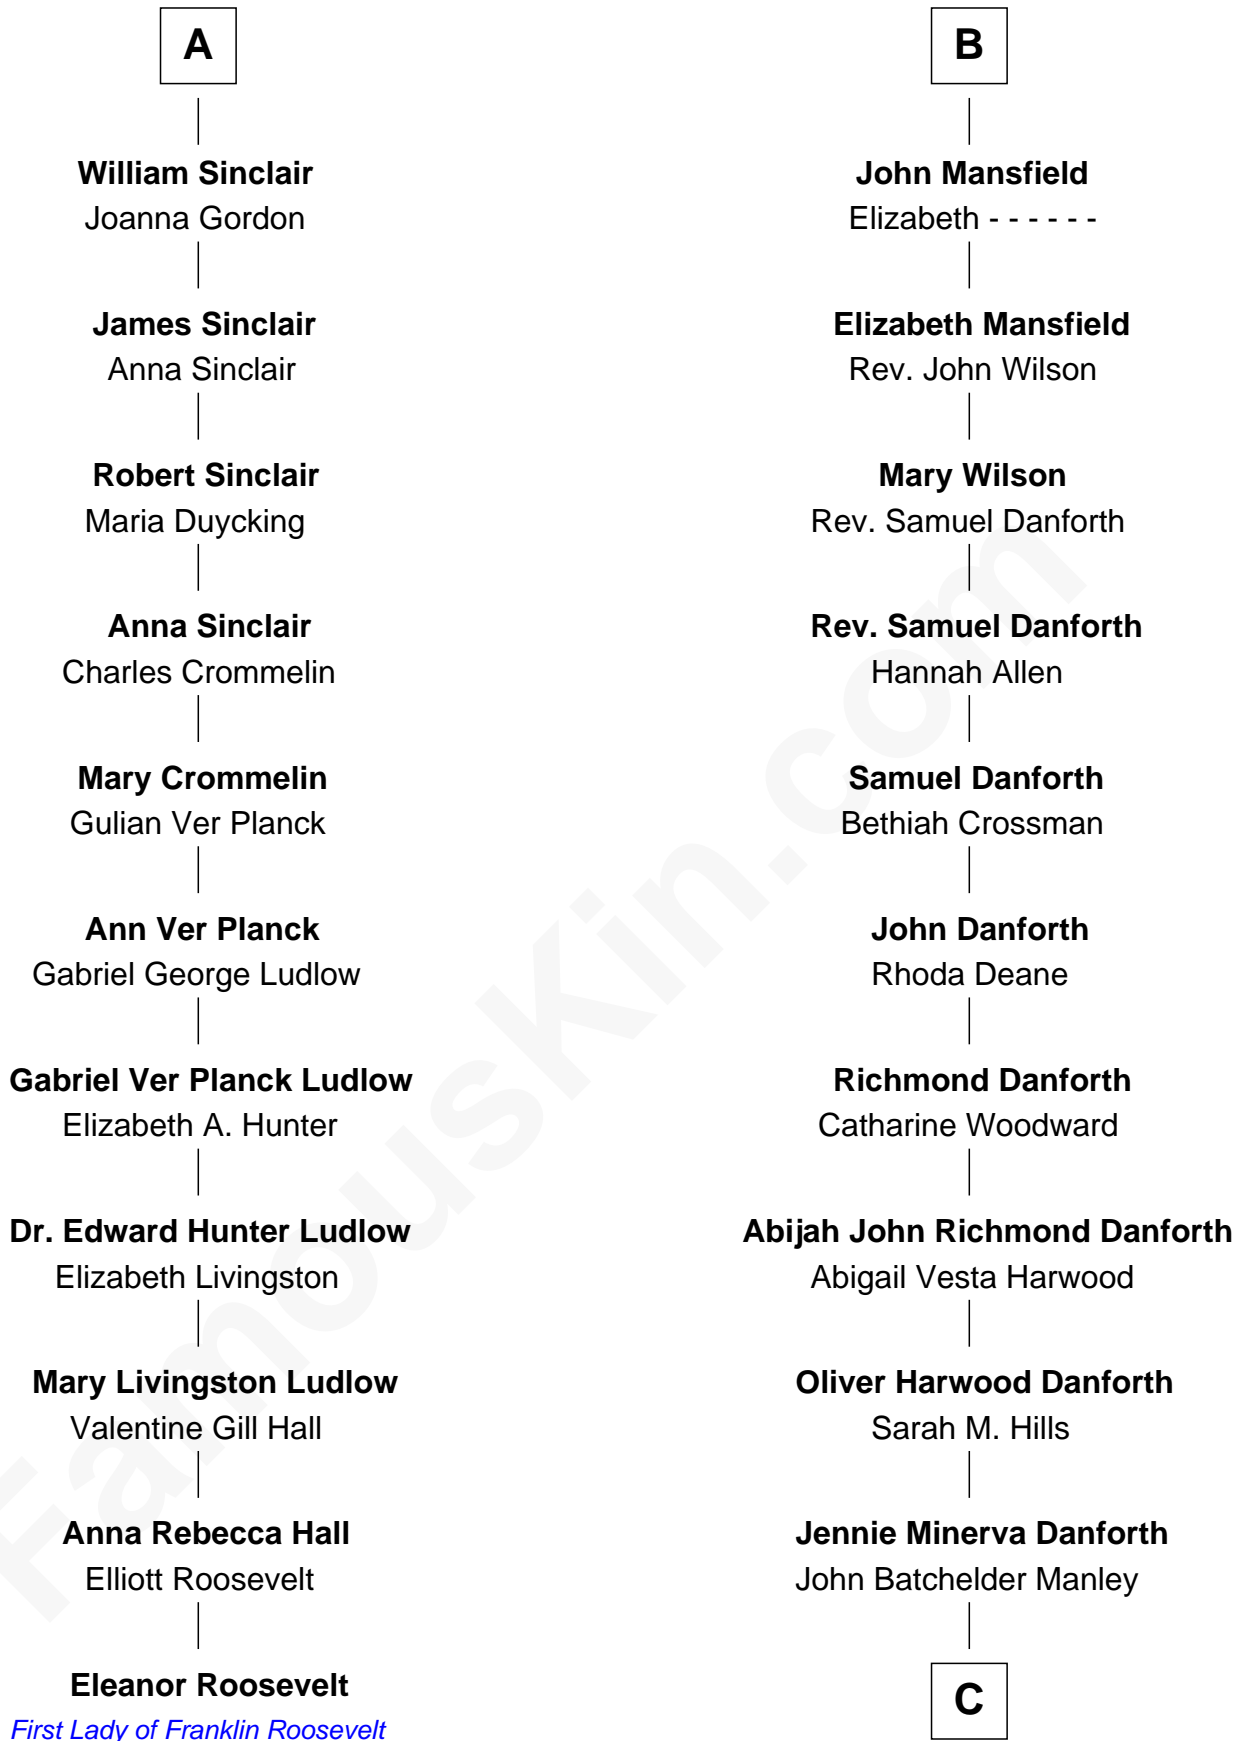 A
William Sinclair
Joanna Gordon
James Sinclair
Anna Sinclair
Robert Sinclair
Maria Duycking
Anna Sinclair
Charles Crommelin
Mary Crommelin
Gulian Ver Planck
Ann Ver Planck
Gabriel George Ludlow
Gabriel Ver Planck Ludlow
Elizabeth A. Hunter
Dr. Edward Hunter Ludlow
Elizabeth Livingston
Mary Livingston Ludlow
Valentine Gill Hall
Anna Rebecca Hall
Elliott Roosevelt
Eleanor Roosevelt
First Lady of Franklin Roosevelt
B
John Mansfield
Elizabeth - - - - - -
Elizabeth Mansfield
Rev. John Wilson
Mary Wilson
Rev. Samuel Danforth
Rev. Samuel Danforth
Hannah Allen
Samuel Danforth
Bethiah Crossman
John Danforth
Rhoda Deane
Richmond Danforth
Catharine Woodward
Abijah John Richmond Danforth
Abigail Vesta Harwood
Oliver Harwood Danforth
Sarah M. Hills
Jennie Minerva Danforth
John Batchelder Manley
C
FamousKin.com